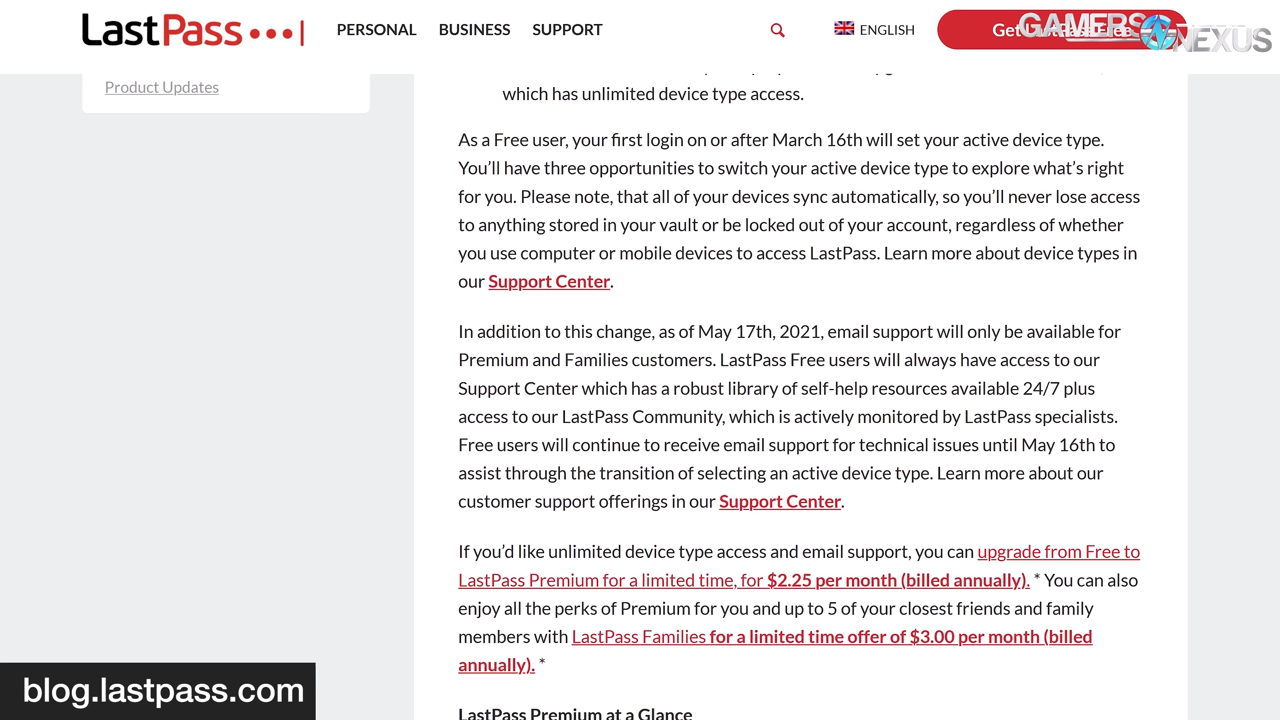 LastPass
PERSONAL BUSINESS SUPPORT
ENGLISH
GAMERS
NEXUS
Product Updates
which has unlimited device type access.
As a Free user, your first login on or after March 16th will set your active device type.
You’ll have three opportunities to switch your active device type to explore what’s right
for you. Please note, that all of your devices sync automatically, so you’ll never lose access
to anything stored in your vault or be locked out of your account, regardless of whether
you use computer or mobile devices to access LastPass. Learn more about device types in
our Support Center.
In addition to this change, as of May 17th, 2021, email support will only be available for
Premium and Families customers. LastPass Free users will always have access to our
Support Center which has a robust library of self-help resources available 24/7 plus
access to our LastPass Community, which is actively monitored by LastPass specialists.
Free users will continue to receive email support for technical issues until May 16th to
assist through the transition of selecting an active device type. Learn more about our
customer support offerings in our Support Center.
If you’d like unlimited device type access and email support, you can upgrade from Free to
LastPass Premium for a limited time, for $2.25 per month (billed annually). * You can also
enjoy all the perks of Premium for you and up to 5 of your closest friends and family
members with LastPass Families for a limited time offer of $3.00 per month (billed
annually). *
LastPass Premium at a Glance
blog.lastpass.com